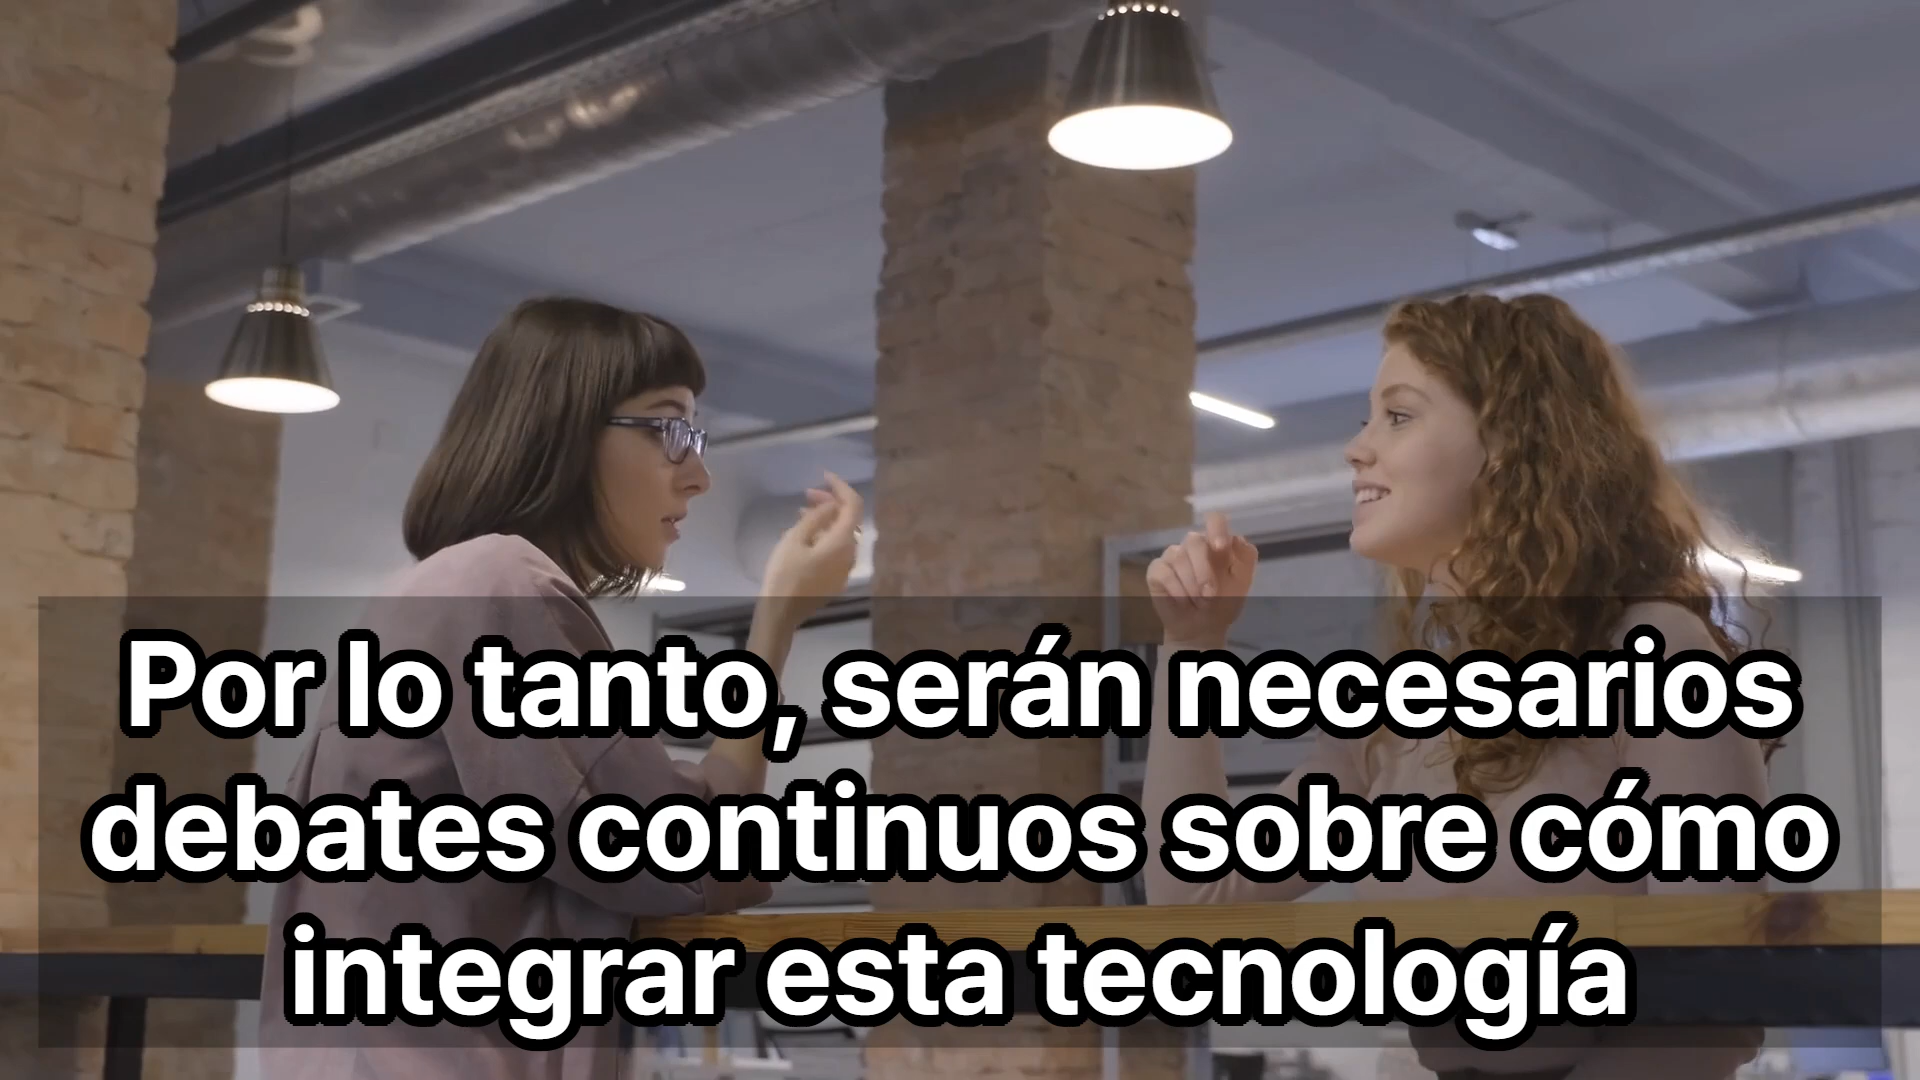 Por lo tanto, serán necesarios
debates continuos sobre cómo
integrar esta tecnología